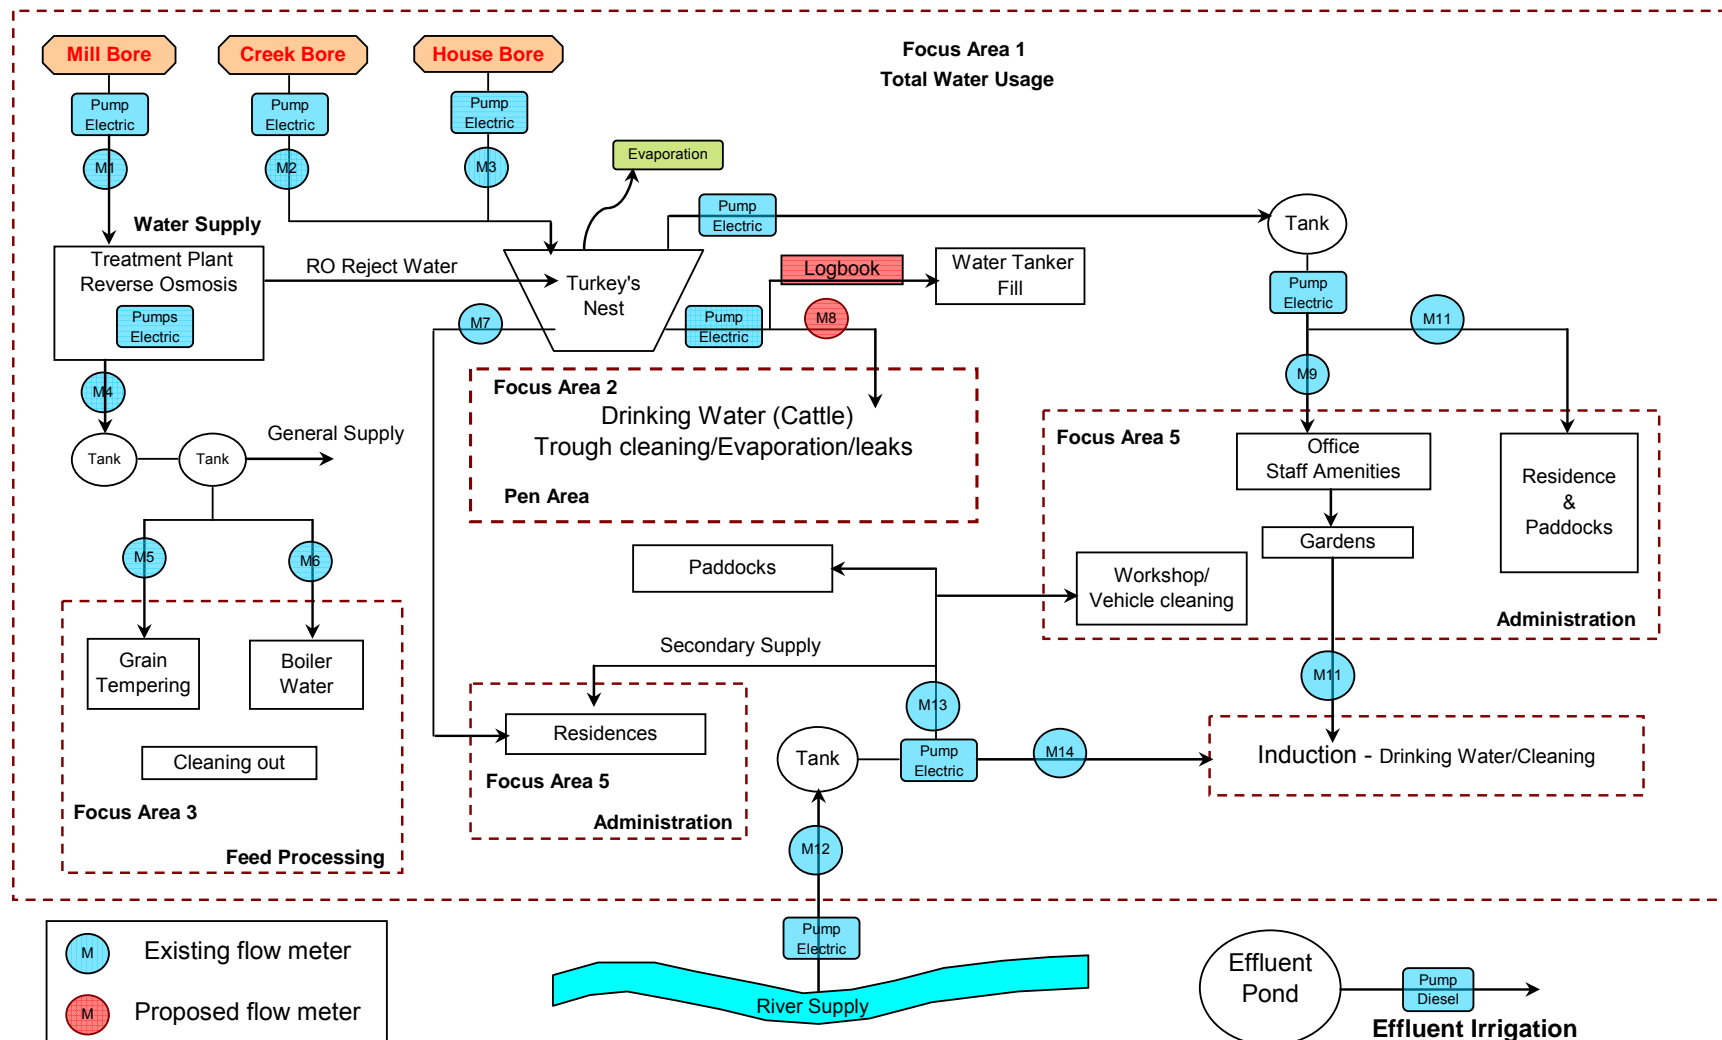 Focus Area 1
Total Water Usage
Mill Bore
Creek Bore
House Bore
Pump
Electric
Pump
Electric
Pump
Electric
M1
M2
M3
Evaporation
Pump
Electric
Tank
Water Supply
Treatment Plant
Reverse Osmosis
Pumps
Electric
RO Reject Water
Turkey's
Nest
Logbook
Water Tanker
Fill
Pump
Electric
M7
Pump
Electric
M8
M11
M4
M9
Focus Area 2
Drinking Water (Cattle)
Trough cleaning/Evaporation/leaks
Pen Area
General Supply
Tank
Tank
Focus Area 5
Office
Staff Amenities
Gardens
Residence
&
Paddocks
M5
M6
Paddocks
Workshop/
Vehicle cleaning
Administration
Grain
Tempering
Boiler
Water
Secondary Supply
M11
M13
Residences
Tank
Pump
Electric
M14
Induction - Drinking Water/Cleaning
Cleaning out
Focus Area 5
Administration
Focus Area 3
Feed Processing
M12
Pump
Electric
River Supply
M
Existing flow meter
M
Proposed flow meter
Effluent
Pond
Pump
Diesel
Effluent Irrigation